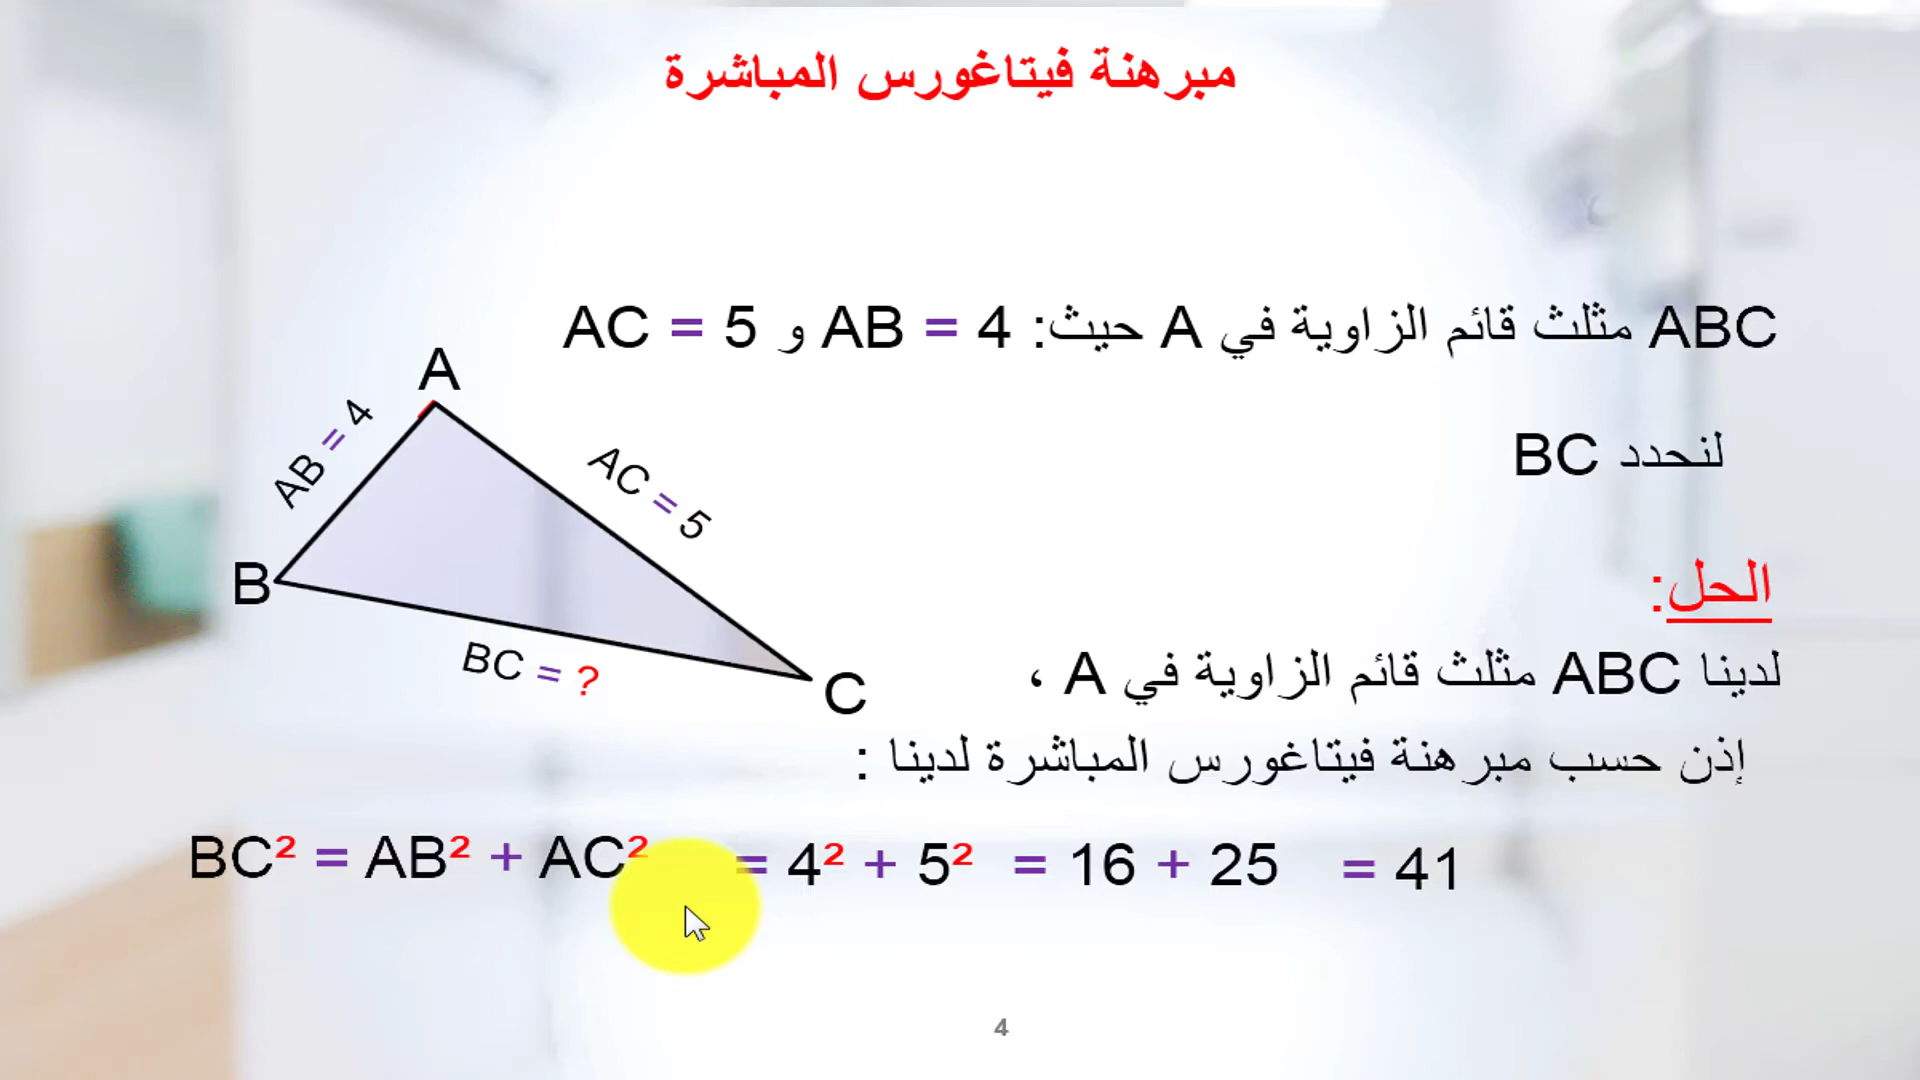 مبرهنة فيتاغورس المباشرة
ABC مثلث قائم الزاوية في A حيث: AB = 4 و AC = 5
لنحدد BC
A
AB = 4
AC = 5
B
BC = ?
C
الحل:
لدينا ABC مثلث قائم الزاوية في A ،
إذن حسب مبرهنة فيتاغورس المباشرة لدينا :
BC² = AB² + AC² = 4² + 5² = 16 + 25 = 41
4